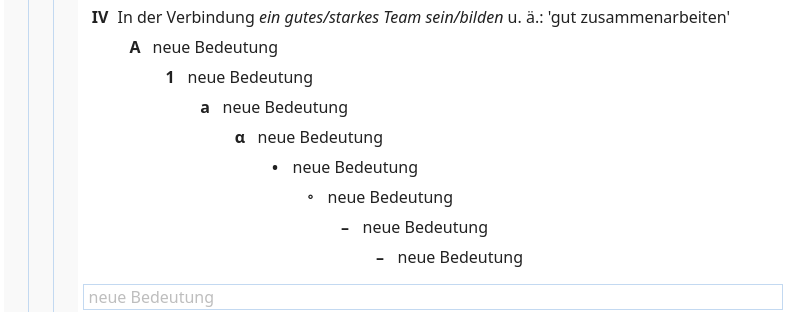 IV In der Verbindung ein gutes/starkes Team sein/bilden u. ä.: 'gut zusammenarbeiten'
A neue Bedeutung
1 neue Bedeutung
a neue Bedeutung
α neue Bedeutung
• neue Bedeutung
∘ neue Bedeutung
– neue Bedeutung
– neue Bedeutung
neue Bedeutung